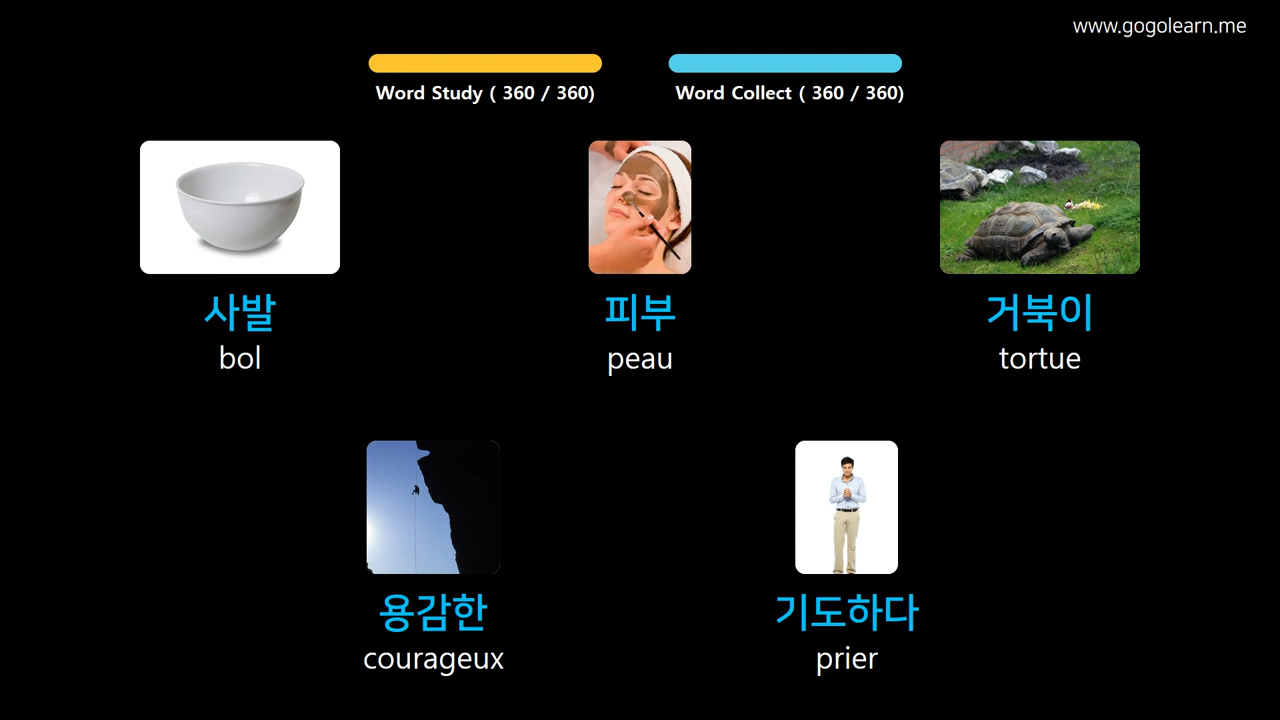 www.gogolearn.me
Word Study ( 360 / 360)
Word Collect ( 360 / 360)
사발
bol
피부
peau
거북이
tortue
용감한
courageux
기도하다
prier